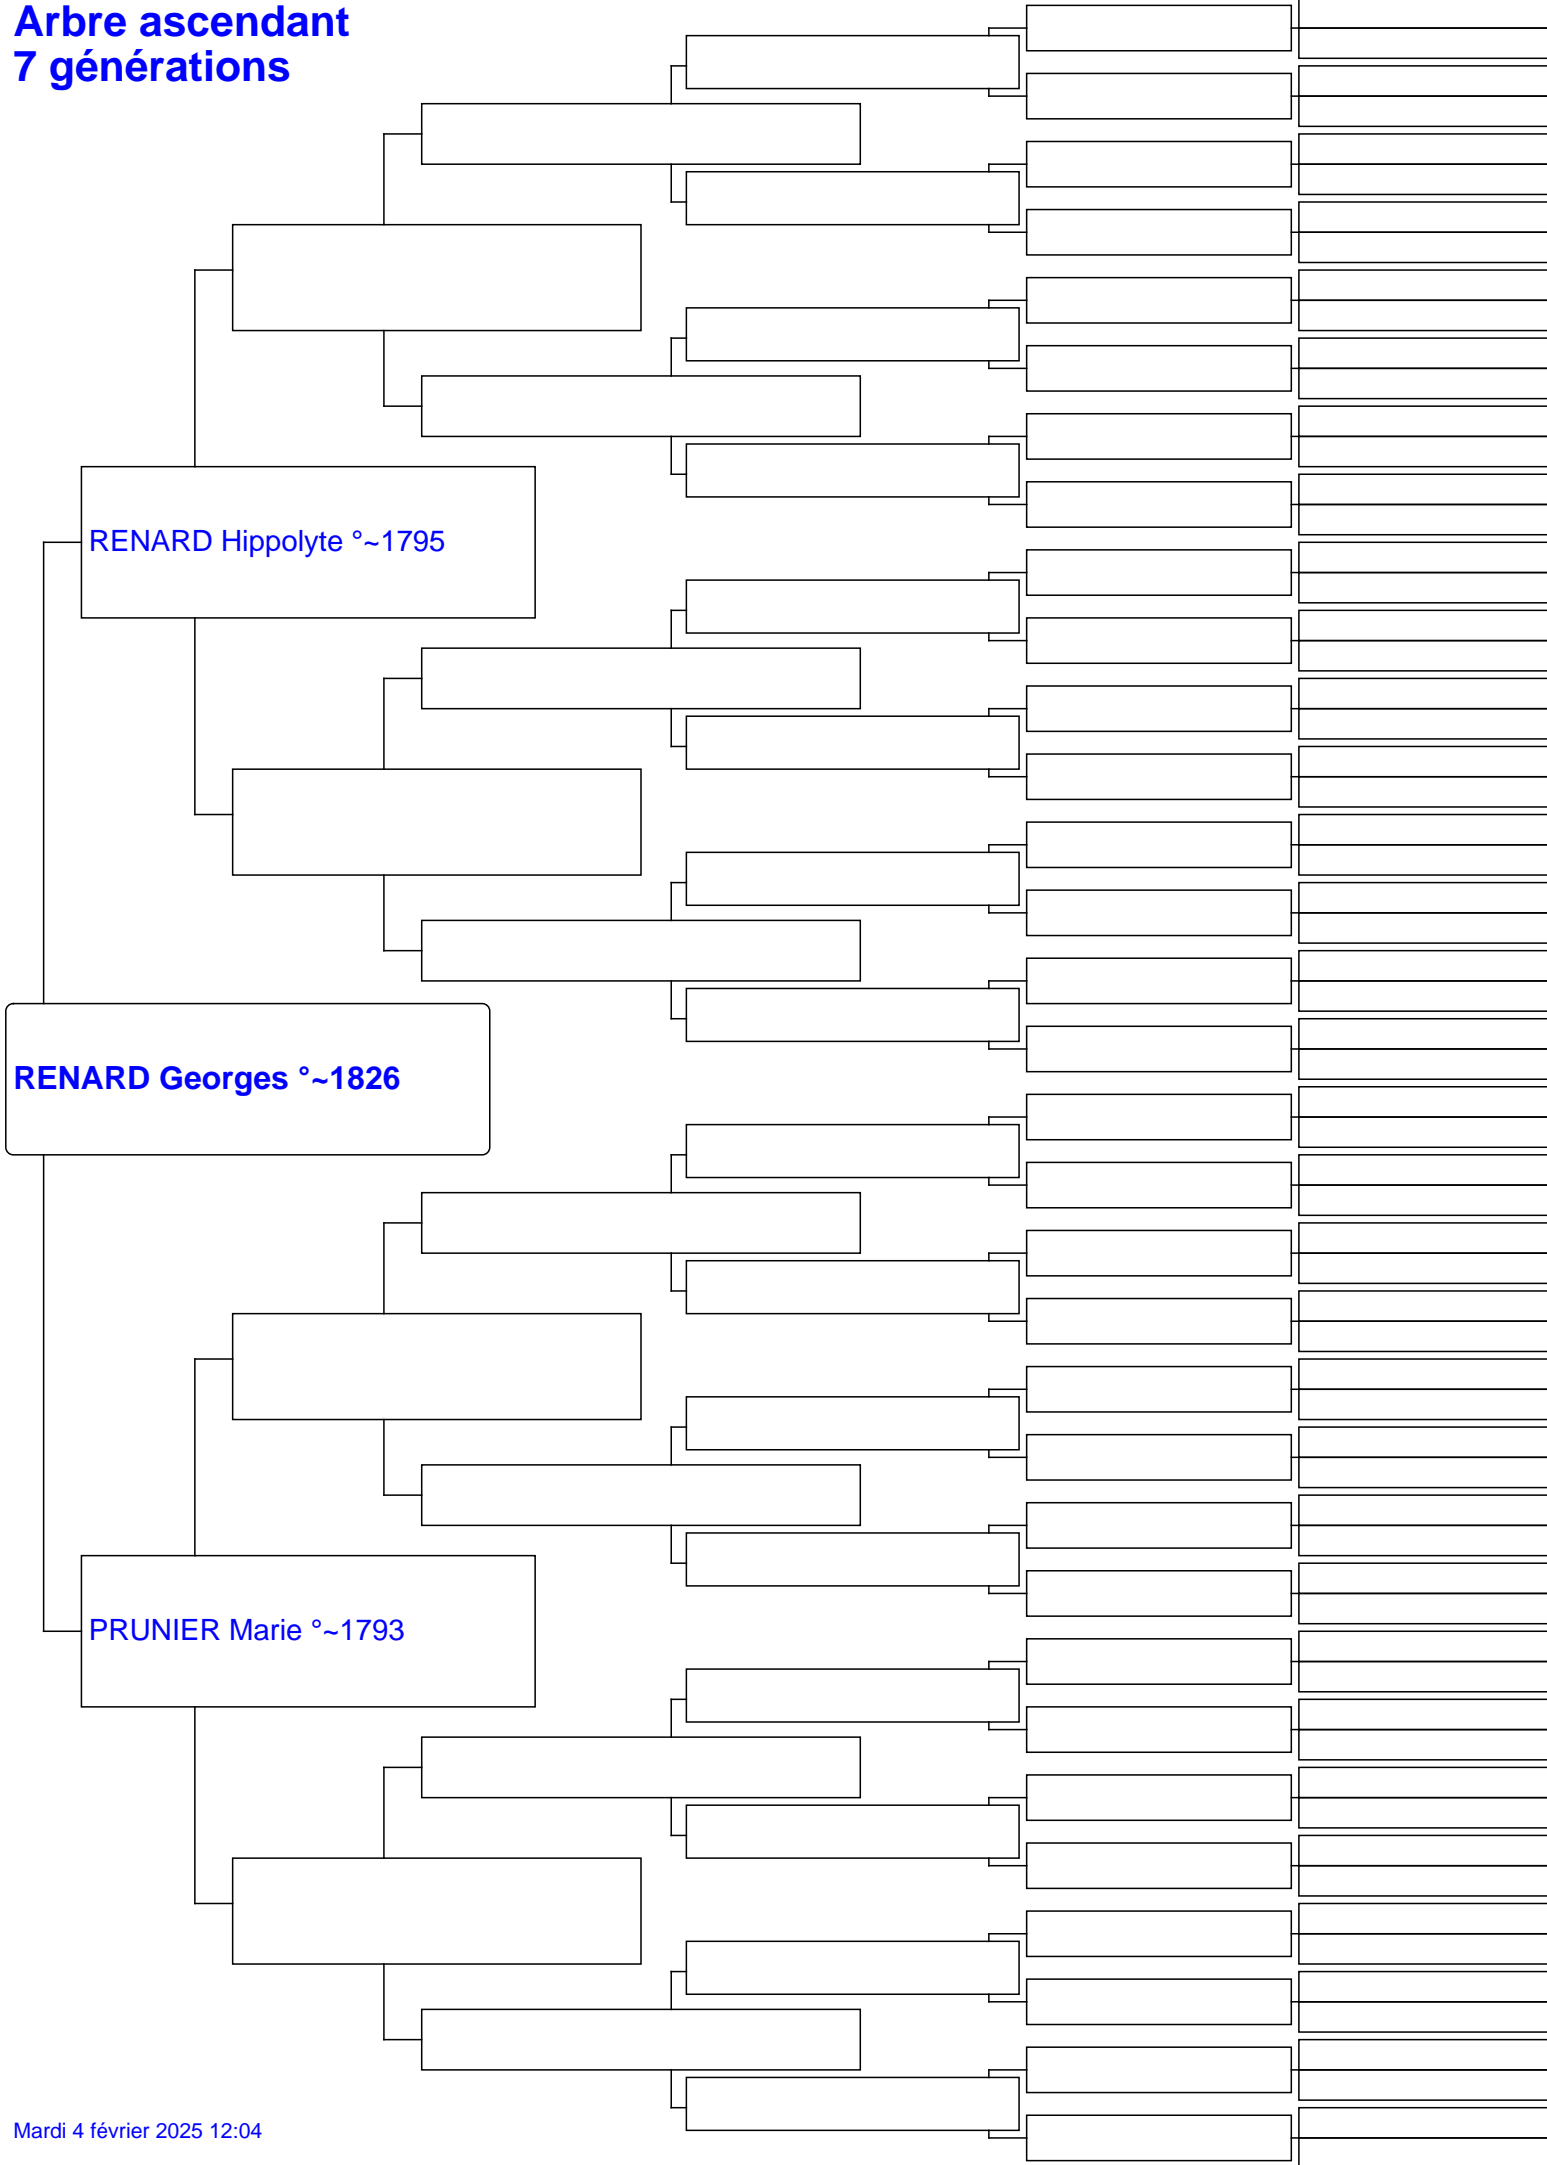 Arbre ascendant
7 générations
RENARD Hippolyte °~1795
RENARD Georges °~1826
PRUNIER Marie °~1793
Mardi 4 février 2025 12:04